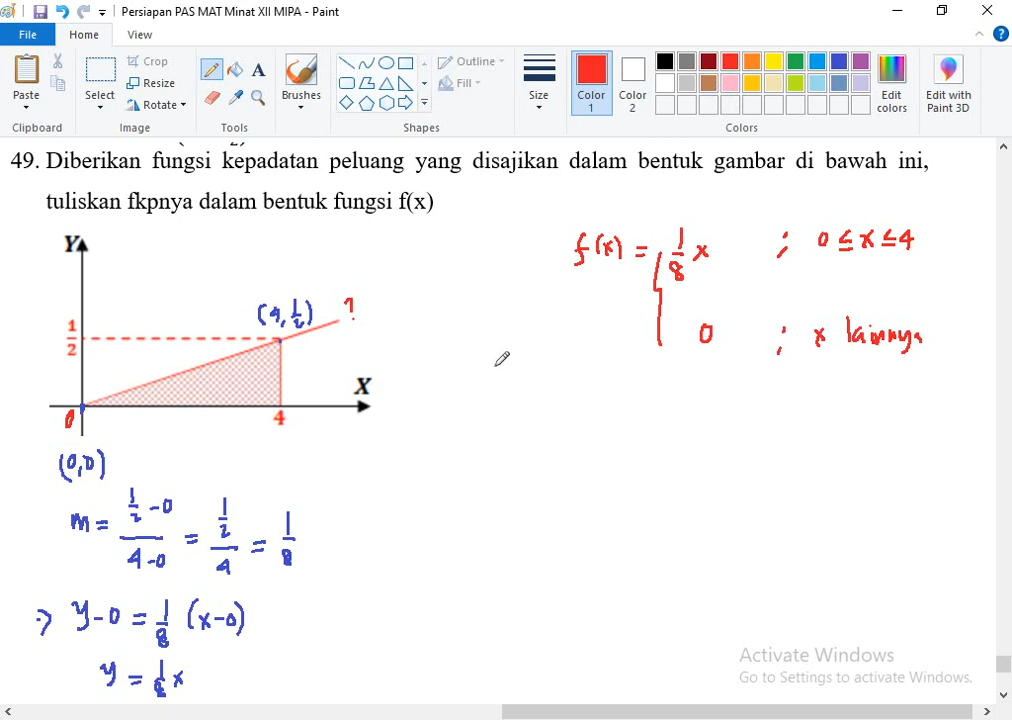 Persiapan PAS MAT Minat XII MIPA - Paint
File Home View
Paste Select Crop Resize Rotate A Brushes Outline Fill Size Color 1 Color 2 Edit colors Edit with Paint 3D
Clipboard Image Tools Shapes Colors
49. Diberikan fungsi kepadatan peluang yang disajikan dalam bentuk gambar di bawah ini,
tuliskan fkpnya dalam bentuk fungsi f(x)
f(x) = { 1/8 x ; 0 ≤ x ≤ 4
0 ; x lainnya
Y
(4, 1/2) ?
1/2
X
0 4
(0,0)
m = (1/2 - 0)/(4 - 0) = (1/2)/4 = 1/8
⇒ y - 0 = 1/8 (x - 0)
y = 1/8 x
Activate Windows
Go to Settings to activate Windows.